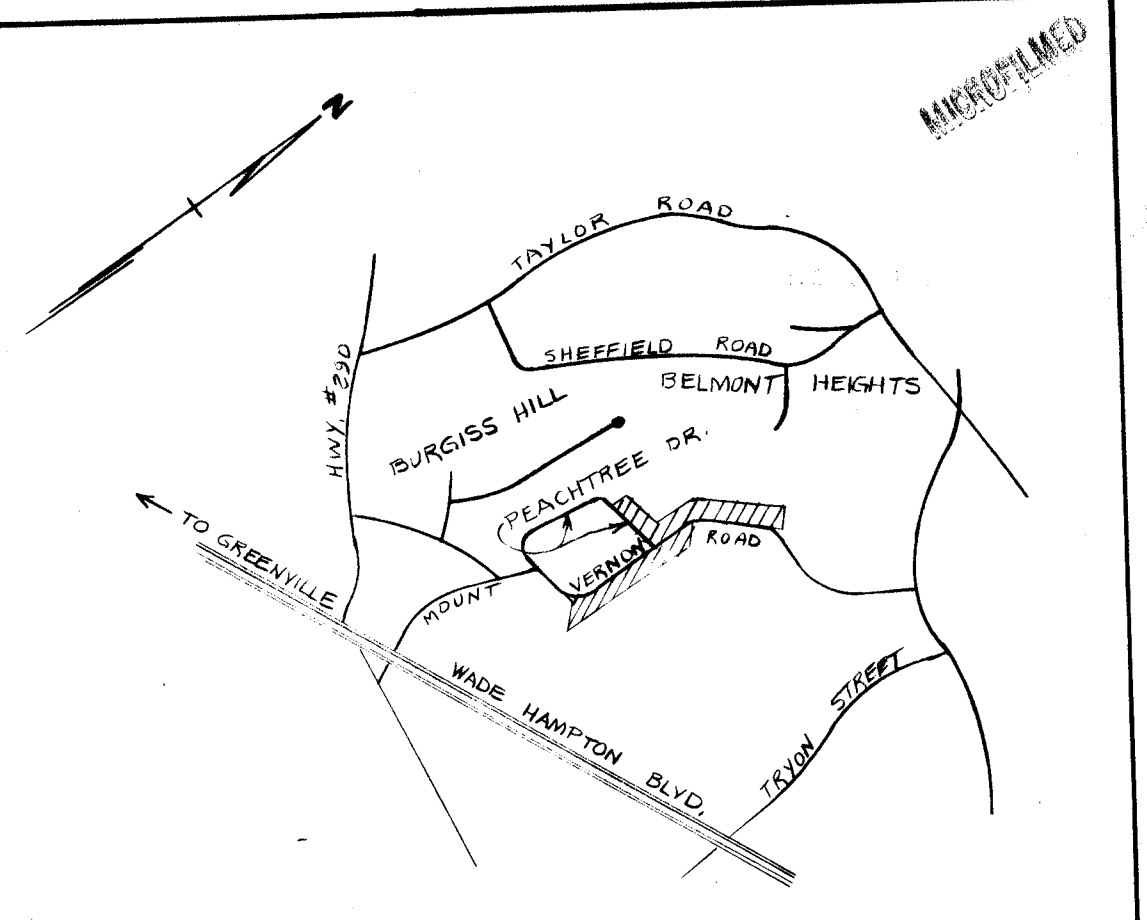 MICROFILMED
N
TAYLOR ROAD
SHEFFIELD ROAD
BELMONT HEIGHTS
HWY. # 290
BURGISS HILL
PEACHTREE DR.
TO GREENVILLE
MOUNT VERNON ROAD
WADE HAMPTON BLVD.
TRYON STREET